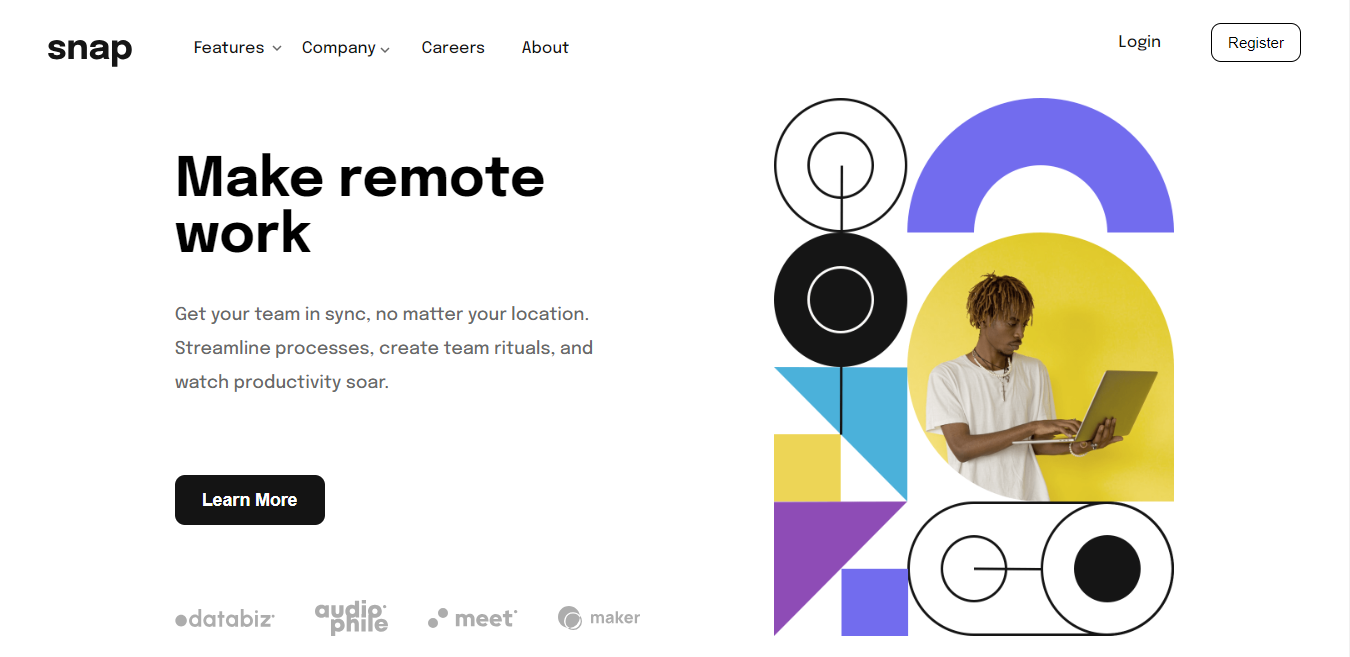 snap
Features
Company
Careers
About
Login
Register
Make remote
work
Get your team in sync, no matter your location.
Streamline processes, create team rituals, and
watch productivity soar.
Learn More
databiz
audio
phile
meet
maker